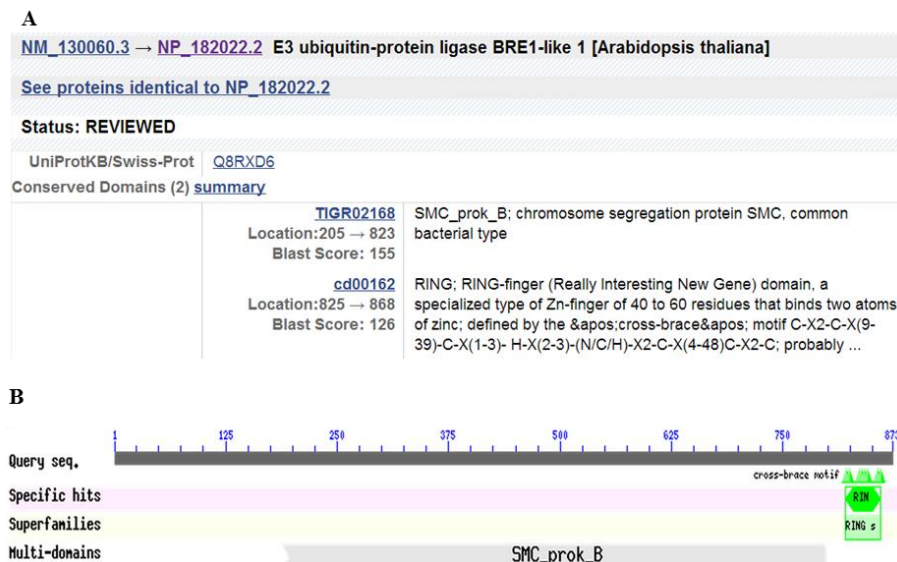 A
NM_130060.3 → NP_182022.2 E3 ubiquitin-protein ligase BRE1-like 1 [Arabidopsis thaliana]
See proteins identical to NP_182022.2
Status: REVIEWED
UniProtKB/Swiss-Prot Q8RXD6
Conserved Domains (2) summary
TIGR02168 SMC_prok_B; chromosome segregation protein SMC, common
Location:205 → 823 bacterial type
Blast Score: 155
cd00162 RING; RING-finger (Really Interesting New Gene) domain, a
Location:825 → 868 specialized type of Zn-finger of 40 to 60 residues that binds two atoms
Blast Score: 126 of zinc; defined by the &apos;cross-brace&apos; motif C-X2-C-X(9-
39)-C-X(1-3)- H-X(2-3)-(N/C/H)-X2-C-X(4-48)C-X2-C; probably ...
B
1 125 250 375 500 625 750 873
Query seq.
cross-brace motif
Specific hits RIN
Superfamilies RING s
Multi-domains SMC_prok_B